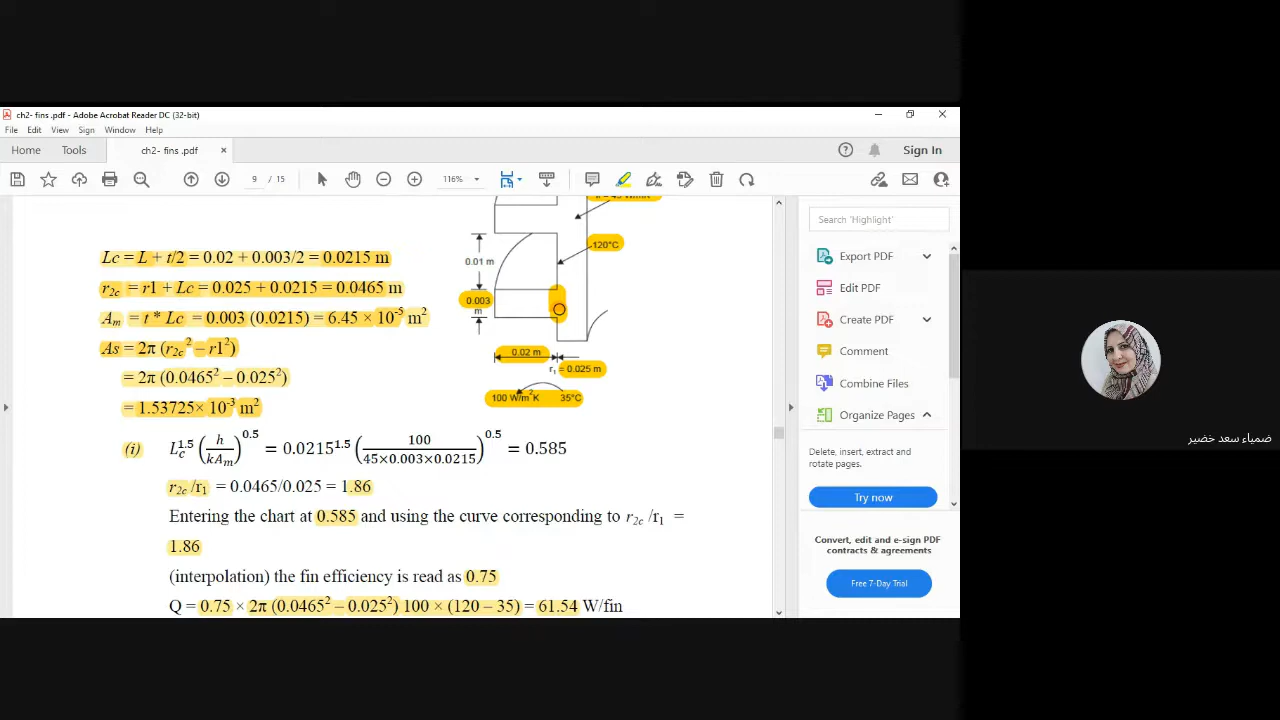 ch2- fins .pdf - Adobe Acrobat Reader DC (32-bit)
File Edit View Sign Window Help
Home Tools ch2- fins .pdf × Sign In
9 / 15 116%
Search 'Highlight'
Export PDF
Edit PDF
Create PDF
Comment
Combine Files
Organize Pages
Delete, insert, extract and
rotate pages.
Try now
Convert, edit and e-sign PDF
contracts & agreements
Free 7-Day Trial
120°C
0.01 m
0.003
m
0.02 m
r₁ = 0.025 m
100 W/m²K 35°C
Lc = L + t/2 = 0.02 + 0.003/2 = 0.0215 m
r₂c = r1 + Lc = 0.025 + 0.0215 = 0.0465 m
Aₘ = t * Lc = 0.003 (0.0215) = 6.45 × 10⁻⁵ m²
As = 2π (r₂c² – r1²)
= 2π (0.0465² – 0.025²)
= 1.53725× 10⁻³ m²
(i) L_c^1.5 (h/kAₘ)^0.5 = 0.0215^1.5 (100/45×0.003×0.0215)^0.5 = 0.585
r₂c /r₁ = 0.0465/0.025 = 1.86
Entering the chart at 0.585 and using the curve corresponding to r₂c /r₁ =
1.86
(interpolation) the fin efficiency is read as 0.75
Q = 0.75 × 2π (0.0465² – 0.025²) 100 × (120 – 35) = 61.54 W/fin
ضمياء سعد خضير